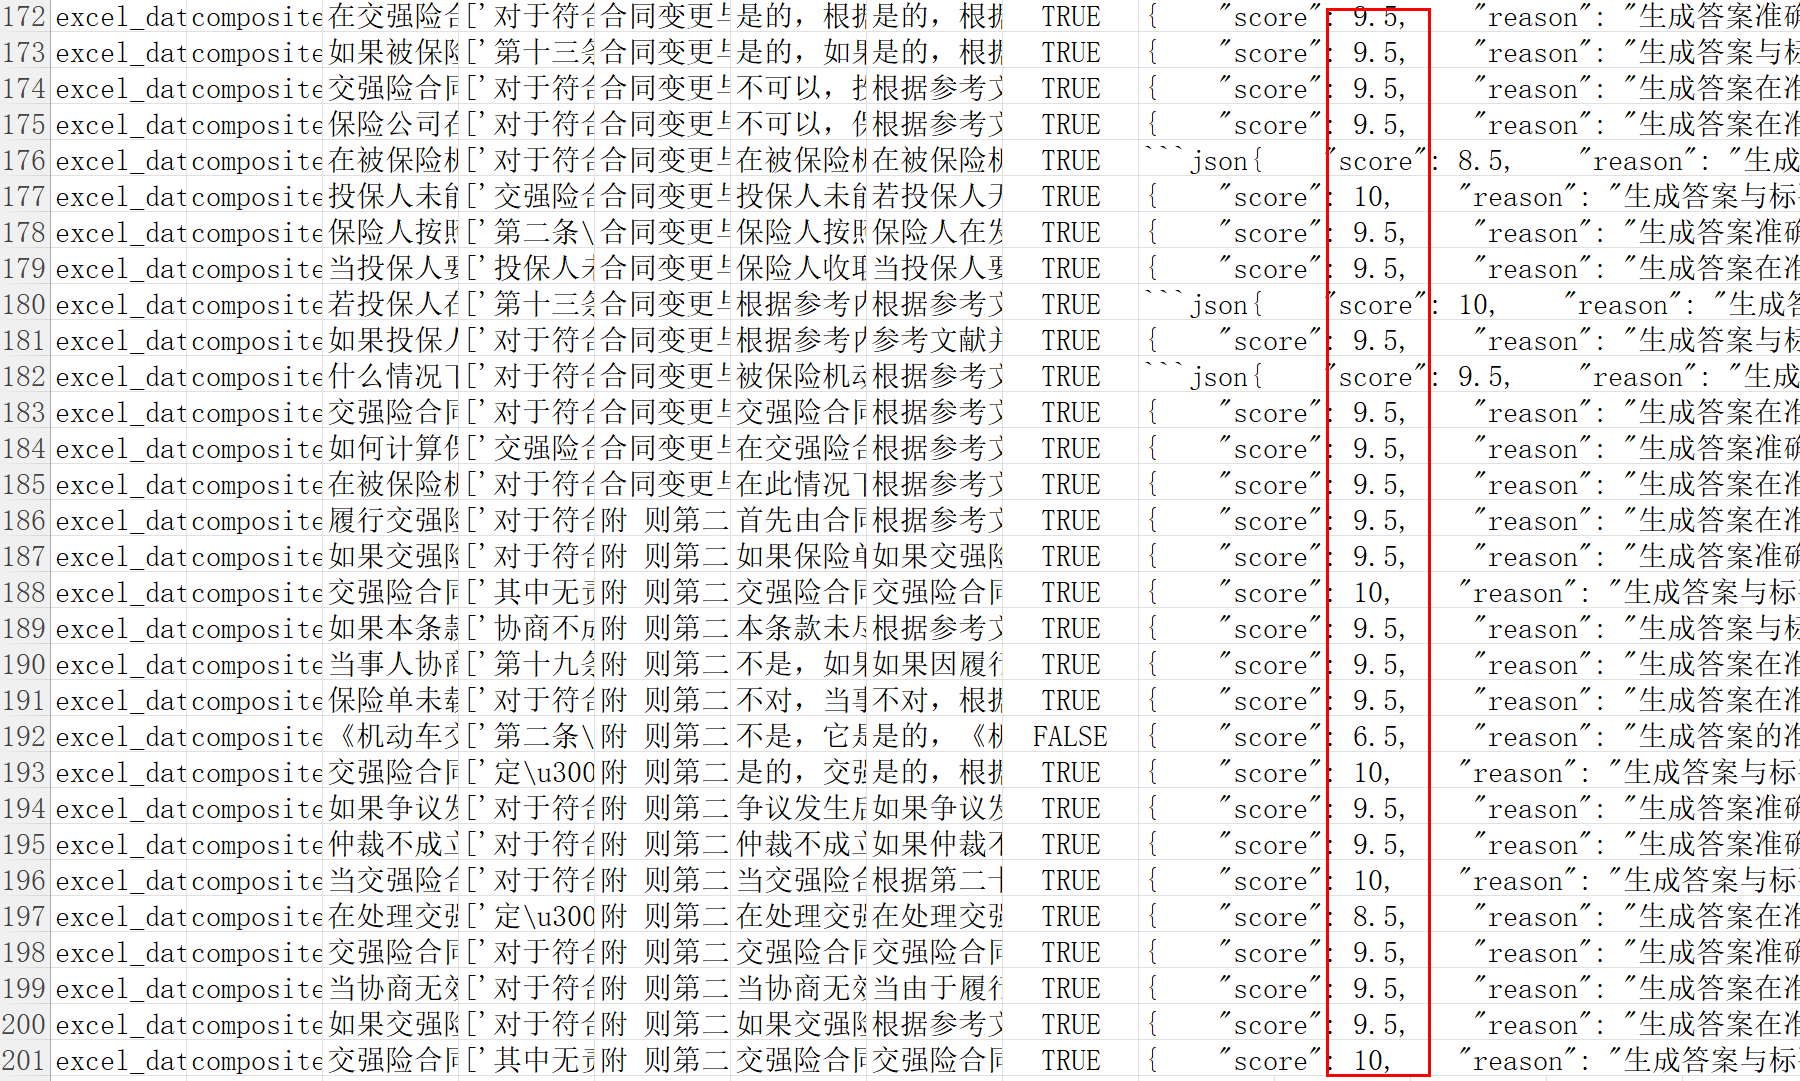 172 excel_dat composite 在交强险合 ['对于符合 合同变更与 是的，根据 是的，根据 TRUE { "score": 9.5, "reason": "生成答案准确
173 excel_dat composite 如果被保险 ['第十三条 合同变更与 是的，如果 是的，根据 TRUE { "score": 9.5, "reason": "生成答案与标
174 excel_dat composite 交强险合同 ['对于符合 合同变更与 不可以，投 根据参考文 TRUE { "score": 9.5, "reason": "生成答案在准
175 excel_dat composite 保险公司在 ['对于符合 合同变更与 不可以，保 根据参考文 TRUE { "score": 9.5, "reason": "生成答案在准
176 excel_dat composite 在被保险机 ['对于符合 合同变更与 在被保险机 在被保险机 TRUE ```json{ "score": 8.5, "reason": "生成
177 excel_dat composite 投保人未能 ['交强险合 合同变更与 投保人未能 若投保人无 TRUE { "score": 10, "reason": "生成答案与标
178 excel_dat composite 保险人按照 ['第二条\ 合同变更与 保险人按照 保险人在发 TRUE { "score": 9.5, "reason": "生成答案准确
179 excel_dat composite 当投保人要 ['投保人未 合同变更与 保险人收取 当投保人要 TRUE { "score": 9.5, "reason": "生成答案在准
180 excel_dat composite 若投保人在 ['第十三条 合同变更与 根据参考内 根据参考文 TRUE ```json{ "score": 10, "reason": "生成答
181 excel_dat composite 如果投保人 ['对于符合 合同变更与 根据参考内 参考文献并 TRUE { "score": 9.5, "reason": "生成答案与标
182 excel_dat composite 什么情况下 ['对于符合 合同变更与 被保险机动 根据参考文 TRUE ```json{ "score": 9.5, "reason": "生成
183 excel_dat composite 交强险合同 ['对于符合 合同变更与 交强险合同 根据参考文 TRUE { "score": 9.5, "reason": "生成答案在准
184 excel_dat composite 如何计算保 ['交强险合 合同变更与 在交强险合 根据参考文 TRUE { "score": 9.5, "reason": "生成答案准确
185 excel_dat composite 在被保险机 ['对于符合 合同变更与 在此情况下 根据参考文 TRUE { "score": 9.5, "reason": "生成答案在准
186 excel_dat composite 履行交强险 ['对于符合 附 则第二 首先由合同 根据参考文 TRUE { "score": 9.5, "reason": "生成答案在准
187 excel_dat composite 如果交强险 ['对于符合 附 则第二 如果保险单 如果交强险 TRUE { "score": 9.5, "reason": "生成答案准确
188 excel_dat composite 交强险合同 ['其中无责 附 则第二 交强险合同 交强险合同 TRUE { "score": 10, "reason": "生成答案与标
189 excel_dat composite 如果本条款 ['协商不成 附 则第二 本条款未尽 根据参考文 TRUE { "score": 9.5, "reason": "生成答案与标
190 excel_dat composite 当事人协商 ['第十九条 附 则第二 不是，如果 如果因履行 TRUE { "score": 9.5, "reason": "生成答案在准
191 excel_dat composite 保险单未载 ['对于符合 附 则第二 不对，当事 不对，根据 TRUE { "score": 9.5, "reason": "生成答案在准
192 excel_dat composite 《机动车交 ['第二条\ 附 则第二 不是，它是 是的，《机 FALSE { "score": 6.5, "reason": "生成答案的准
193 excel_dat composite 交强险合同 ['定\u300 附 则第二 是的，交强 是的，根据 TRUE { "score": 10, "reason": "生成答案与标
194 excel_dat composite 如果争议发 ['对于符合 附 则第二 争议发生后 如果争议发 TRUE { "score": 9.5, "reason": "生成答案准确
195 excel_dat composite 仲裁不成立 ['对于符合 附 则第二 仲裁不成立 如果仲裁不 TRUE { "score": 9.5, "reason": "生成答案准确
196 excel_dat composite 当交强险合 ['对于符合 附 则第二 当交强险合 根据第二十 TRUE { "score": 10, "reason": "生成答案与标
197 excel_dat composite 在处理交强 ['定\u300 附 则第二 在处理交强 在处理交强 TRUE { "score": 8.5, "reason": "生成答案在准
198 excel_dat composite 交强险合同 ['对于符合 附 则第二 交强险合同 交强险合同 TRUE { "score": 9.5, "reason": "生成答案准确
199 excel_dat composite 当协商无效 ['对于符合 附 则第二 当协商无效 当由于履行 TRUE { "score": 9.5, "reason": "生成答案在准
200 excel_dat composite 如果交强险 ['对于符合 附 则第二 如果交强险 根据参考文 TRUE { "score": 9.5, "reason": "生成答案在准
201 excel_dat composite 交强险合同 ['其中无责 附 则第二 交强险合同 交强险合同 TRUE { "score": 10, "reason": "生成答案与标